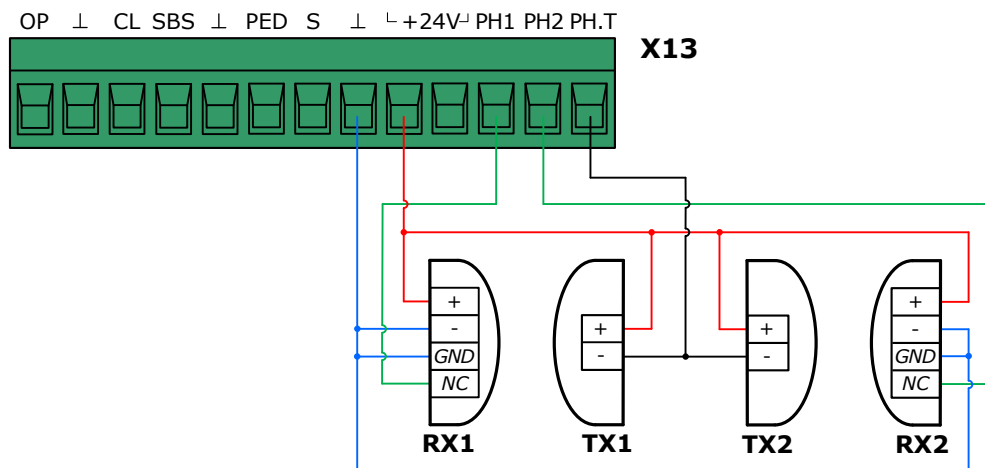 OP ⊥ CL SBS ⊥ PED S ⊥ └ +24V ┘ PH1 PH2 PH.T
X13
+ + + +
- - - -
GND GND
NC NC
RX1 TX1 TX2 RX2